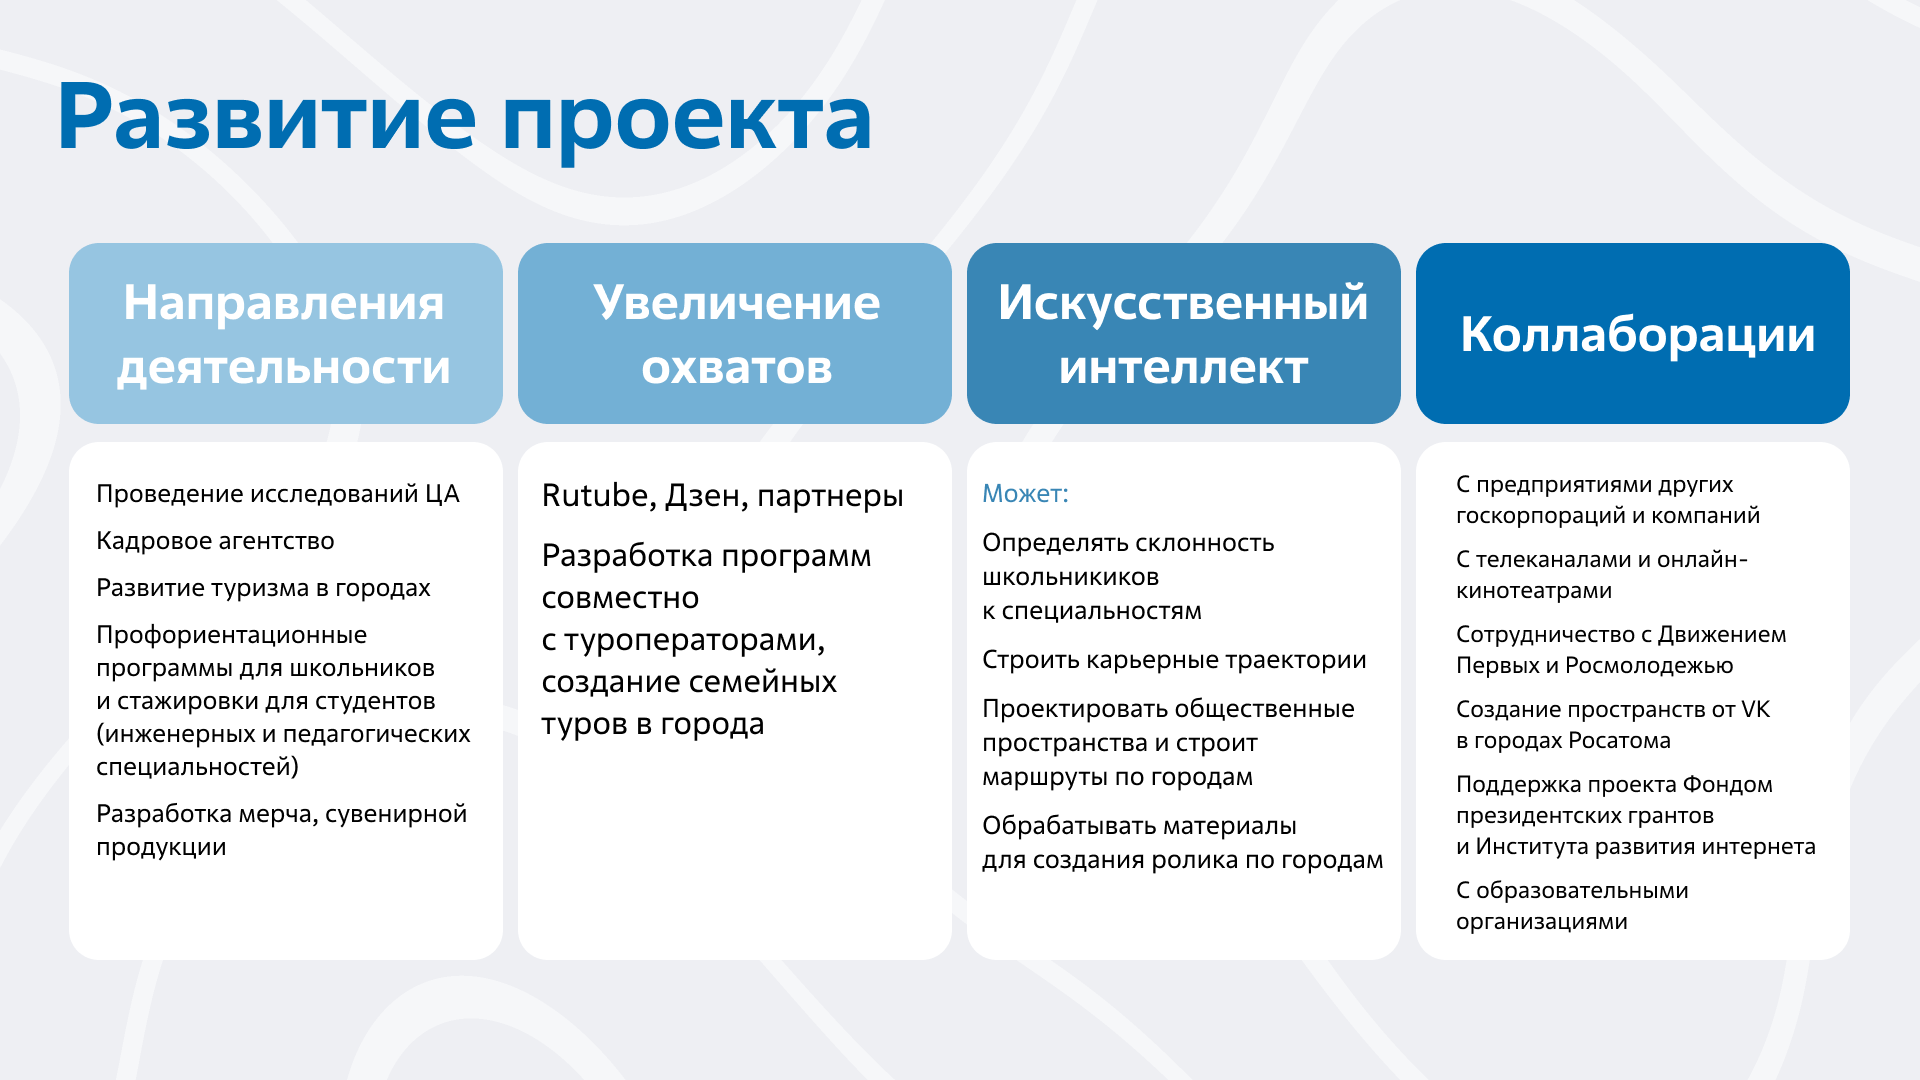 Развитие проекта
Направления
деятельности
Проведение исследований ЦА
Кадровое агентство
Развитие туризма в городах
Профориентационные
программы для школьников
и стажировки для студентов
(инженерных и педагогических
специальностей)
Разработка мерча, сувенирной
продукции
Увеличение
охватов
Rutube, Дзен, партнеры
Разработка программ
совместно
с туроператорами,
создание семейных
туров в города
Искусственный
интеллект
Может:
Определять склонность
школьникиков
к специальностям
Строить карьерные траектории
Проектировать общественные
пространства и строит
маршруты по городам
Обрабатывать материалы
для создания ролика по городам
Коллаборации
С предприятиями других
госкорпораций и компаний
С телеканалами и онлайн-
кинотеатрами
Сотрудничество с Движением
Первых и Росмолодежью
Создание пространств от VK
в городах Росатома
Поддержка проекта Фондом
президентских грантов
и Института развития интернета
С образовательными
организациями